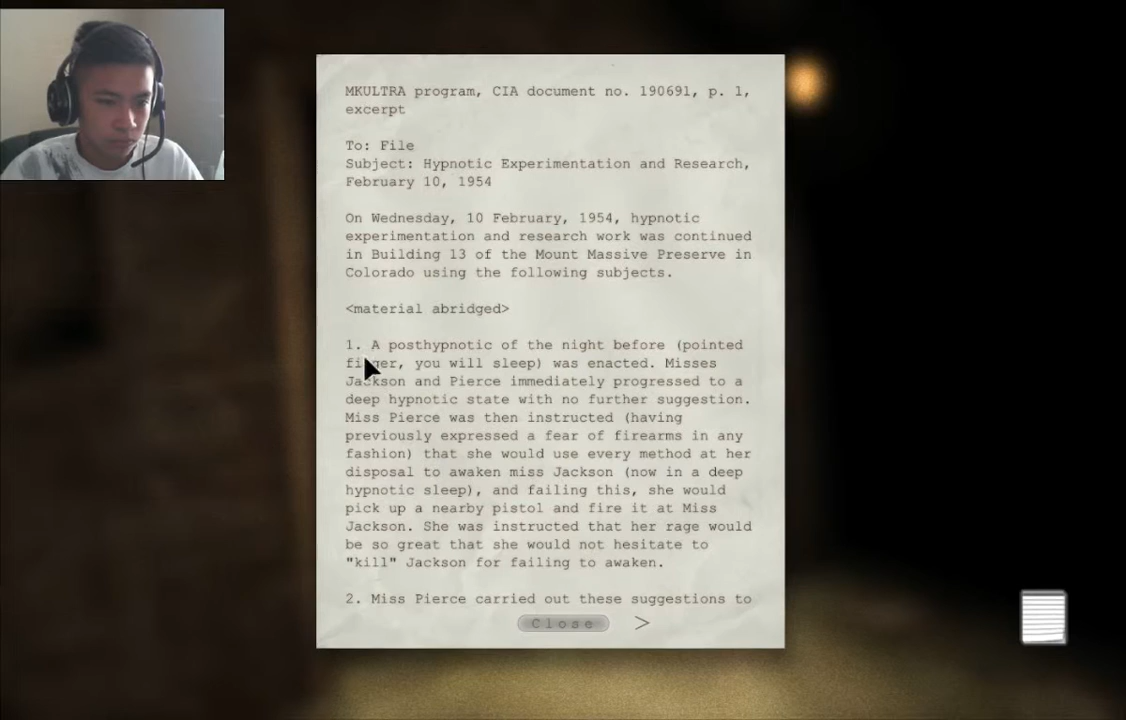 MKULTRA program, CIA document no. 190691, p. 1,
excerpt
To: File
Subject: Hypnotic Experimentation and Research,
February 10, 1954
On Wednesday, 10 February, 1954, hypnotic
experimentation and research work was continued
in Building 13 of the Mount Massive Preserve in
Colorado using the following subjects.
<material abridged>
1. A posthypnotic of the night before (pointed
finger, you will sleep) was enacted. Misses
Jackson and Pierce immediately progressed to a
deep hypnotic state with no further suggestion.
Miss Pierce was then instructed (having
previously expressed a fear of firearms in any
fashion) that she would use every method at her
disposal to awaken miss Jackson (now in a deep
hypnotic sleep), and failing this, she would
pick up a nearby pistol and fire it at Miss
Jackson. She was instructed that her rage would
be so great that she would not hesitate to
"kill" Jackson for failing to awaken.
2. Miss Pierce carried out these suggestions to
Close >